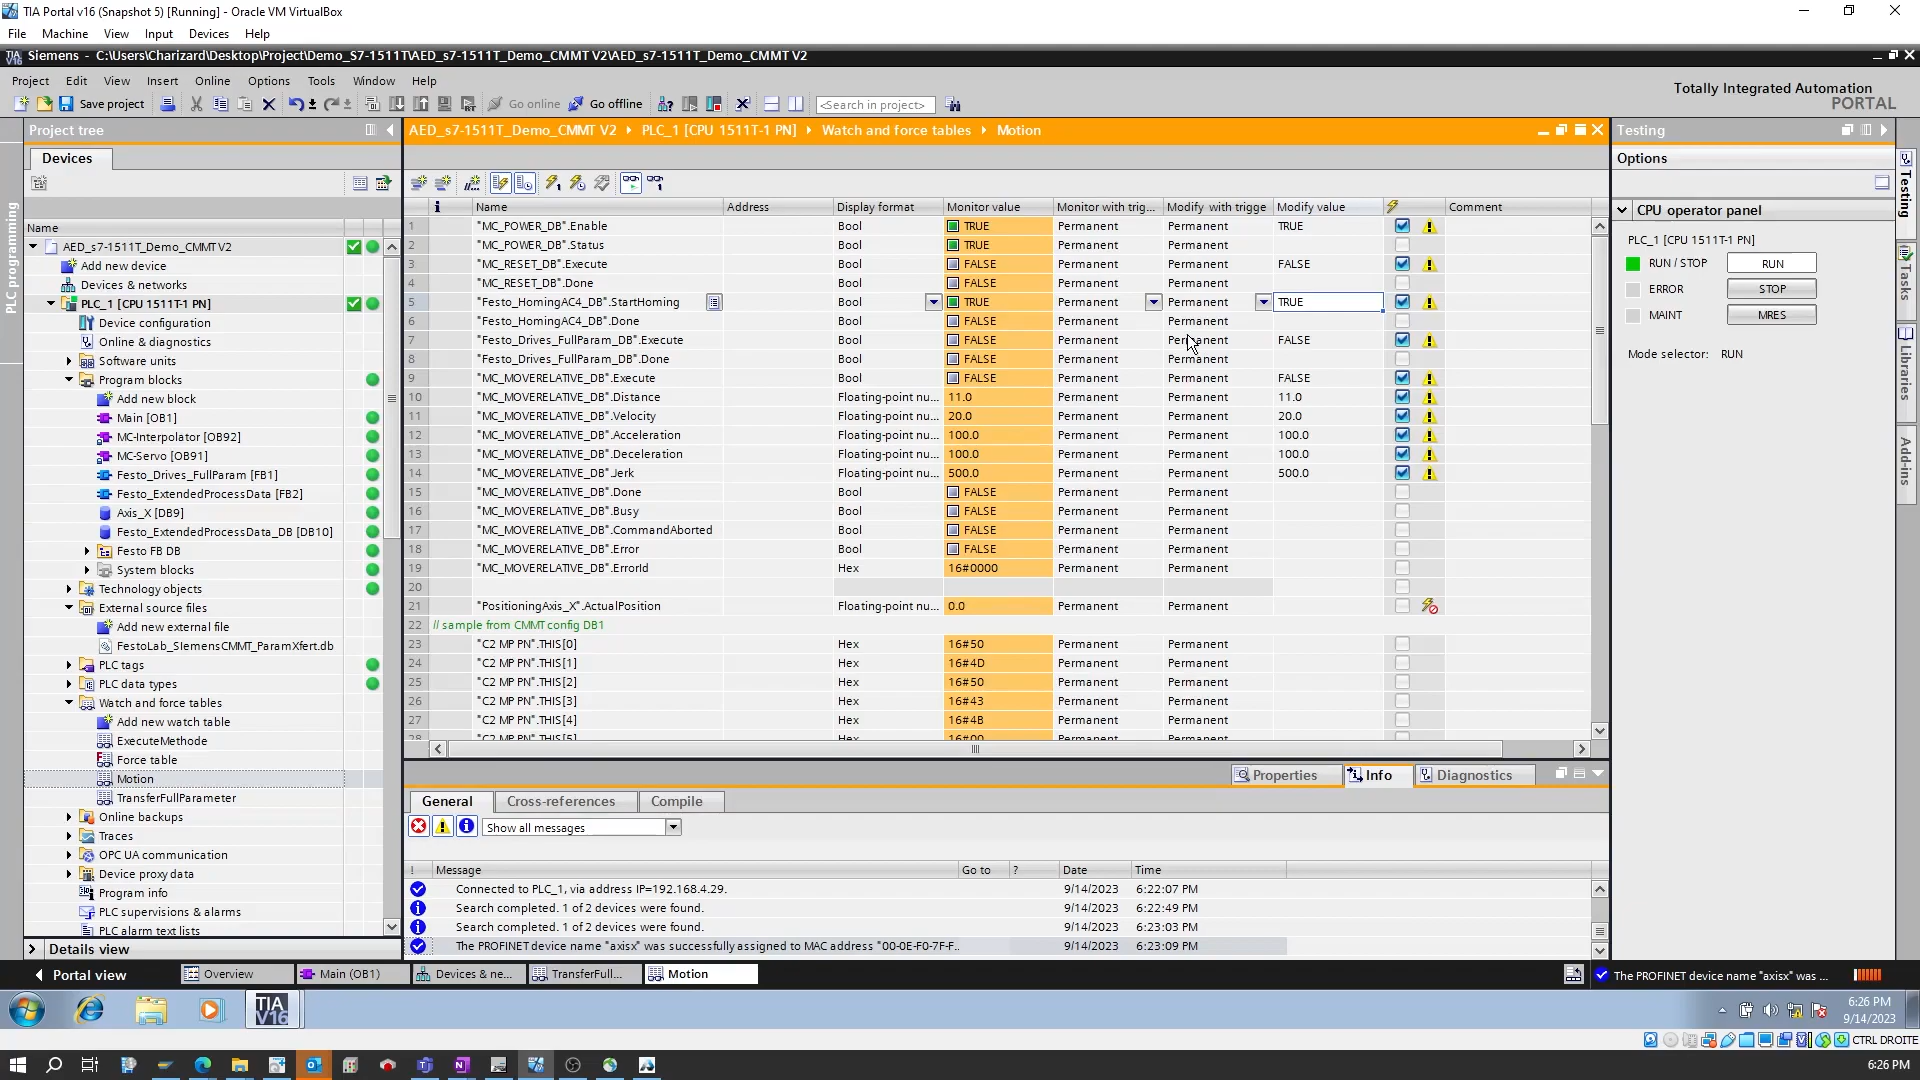 TIA Portal v16 (Snapshot 5) [Running] - Oracle VM VirtualBox
File Machine View Input Devices Help
Siemens - C:\Users\Charizard\Desktop\Project\Demo_S7-1511T\AED_s7-1511T_Demo_CMMT V2\AED_s7-1511T_Demo_CMMT V2
Project Edit View Insert Online Options Tools Window Help
Totally Integrated Automation
PORTAL
Save project Go online Go offline <Search in project>
Project tree
AED_s7-1511T_Demo_CMMT V2 PLC_1 [CPU 1511T-1 PN] Watch and force tables Motion
Testing
Devices
Options
PLC programming
Name
AED_s7-1511T_Demo_CMMT V2
Add new device
Devices & networks
PLC_1 [CPU 1511T-1 PN]
Device configuration
Online & diagnostics
Software units
Program blocks
Add new block
Main [OB1]
MC-Interpolator [OB92]
MC-Servo [OB91]
Festo_Drives_FullParam [FB1]
Festo_ExtendedProcessData [FB2]
Axis_X [DB9]
Festo_ExtendedProcessData_DB [DB10]
Festo FB DB
System blocks
Technology objects
External source files
Add new external file
FestoLab_SIemensCMMT_ParamXfert.db
PLC tags
PLC data types
Watch and force tables
Add new watch table
ExecuteMethode
Force table
Motion
TransferFullParameter
Online backups
Traces
OPC UA communication
Device proxy data
Program info
PLC supervisions & alarms
PLC alarm text lists
Details view
i Name Address Display format Monitor value Monitor with trig... Modify with trigge Modify value Comment
1 "MC_POWER_DB".Enable Bool TRUE Permanent Permanent TRUE
2 "MC_POWER_DB".Status Bool TRUE Permanent Permanent
3 "MC_RESET_DB".Execute Bool FALSE Permanent Permanent FALSE
4 "MC_RESET_DB".Done Bool FALSE Permanent Permanent
5 "Festo_HomingAC4_DB".StartHoming Bool TRUE Permanent Permanent TRUE
6 "Festo_HomingAC4_DB".Done Bool FALSE Permanent Permanent
7 "Festo_Drives_FullParam_DB".Execute Bool FALSE Permanent Permanent FALSE
8 "Festo_Drives_FullParam_DB".Done Bool FALSE Permanent Permanent
9 "MC_MOVERELATIVE_DB".Execute Bool FALSE Permanent Permanent FALSE
10 "MC_MOVERELATIVE_DB".Distance Floating-point nu... 11.0 Permanent Permanent 11.0
11 "MC_MOVERELATIVE_DB".Velocity Floating-point nu... 20.0 Permanent Permanent 20.0
12 "MC_MOVERELATIVE_DB".Acceleration Floating-point nu... 100.0 Permanent Permanent 100.0
13 "MC_MOVERELATIVE_DB".Deceleration Floating-point nu... 100.0 Permanent Permanent 100.0
14 "MC_MOVERELATIVE_DB".Jerk Floating-point nu... 500.0 Permanent Permanent 500.0
15 "MC_MOVERELATIVE_DB".Done Bool FALSE Permanent Permanent
16 "MC_MOVERELATIVE_DB".Busy Bool FALSE Permanent Permanent
17 "MC_MOVERELATIVE_DB".CommandAborted Bool FALSE Permanent Permanent
18 "MC_MOVERELATIVE_DB".Error Bool FALSE Permanent Permanent
19 "MC_MOVERELATIVE_DB".ErrorId Hex 16#0000 Permanent Permanent
20
21 "PositioningAxis_X".ActualPosition Floating-point nu... 0.0 Permanent Permanent
22 // sample from CMMT config DB1
23 "C2 MP PN".THIS[0] Hex 16#50 Permanent Permanent
24 "C2 MP PN".THIS[1] Hex 16#4D Permanent Permanent
25 "C2 MP PN".THIS[2] Hex 16#50 Permanent Permanent
26 "C2 MP PN".THIS[3] Hex 16#43 Permanent Permanent
27 "C2 MP PN".THIS[4] Hex 16#4B Permanent Permanent
28 "C2 MP PN".THIS[5] Hex 16#00 Permanent Permanent
Properties Info Diagnostics
General Cross-references Compile
Show all messages
! Message Go to ? Date Time
Connected to PLC_1, via address IP=192.168.4.29. 9/14/2023 6:22:07 PM
Search completed. 1 of 2 devices were found. 9/14/2023 6:22:49 PM
Search completed. 1 of 2 devices were found. 9/14/2023 6:23:03 PM
The PROFINET device name "axisx" was successfully assigned to MAC address "00-0E-F0-7F-F.. 9/14/2023 6:23:09 PM
CPU operator panel
PLC_1 [CPU 1511T-1 PN]
RUN / STOP RUN
ERROR STOP
MAINT MRES
Mode selector: RUN
Testing
Tasks
Libraries
Add-ins
Portal view Overview Main (OB1) Devices & ne... TransferFull... Motion The PROFINET device name "axisx" was ...
TIA V16
6:26 PM
9/14/2023
CTRL DROITE
6:26 PM